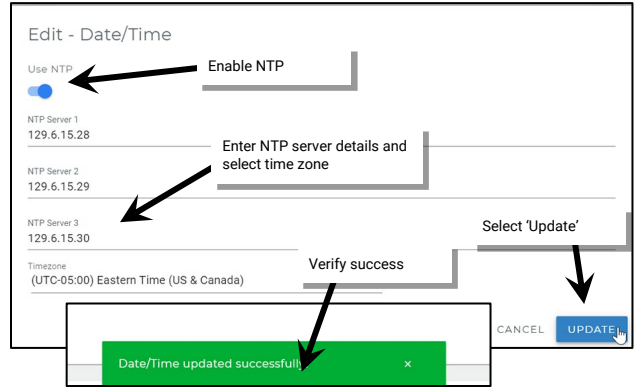 Edit - Date/Time
Use NTP
Enable NTP
NTP Server 1
129.6.15.28
Enter NTP server details and
select time zone
NTP Server 2
129.6.15.29
NTP Server 3
129.6.15.30
Select ‘Update’
Verify success
Timezone
(UTC-05:00) Eastern Time (US & Canada)
CANCEL UPDATE
Date/Time updated successfully ×